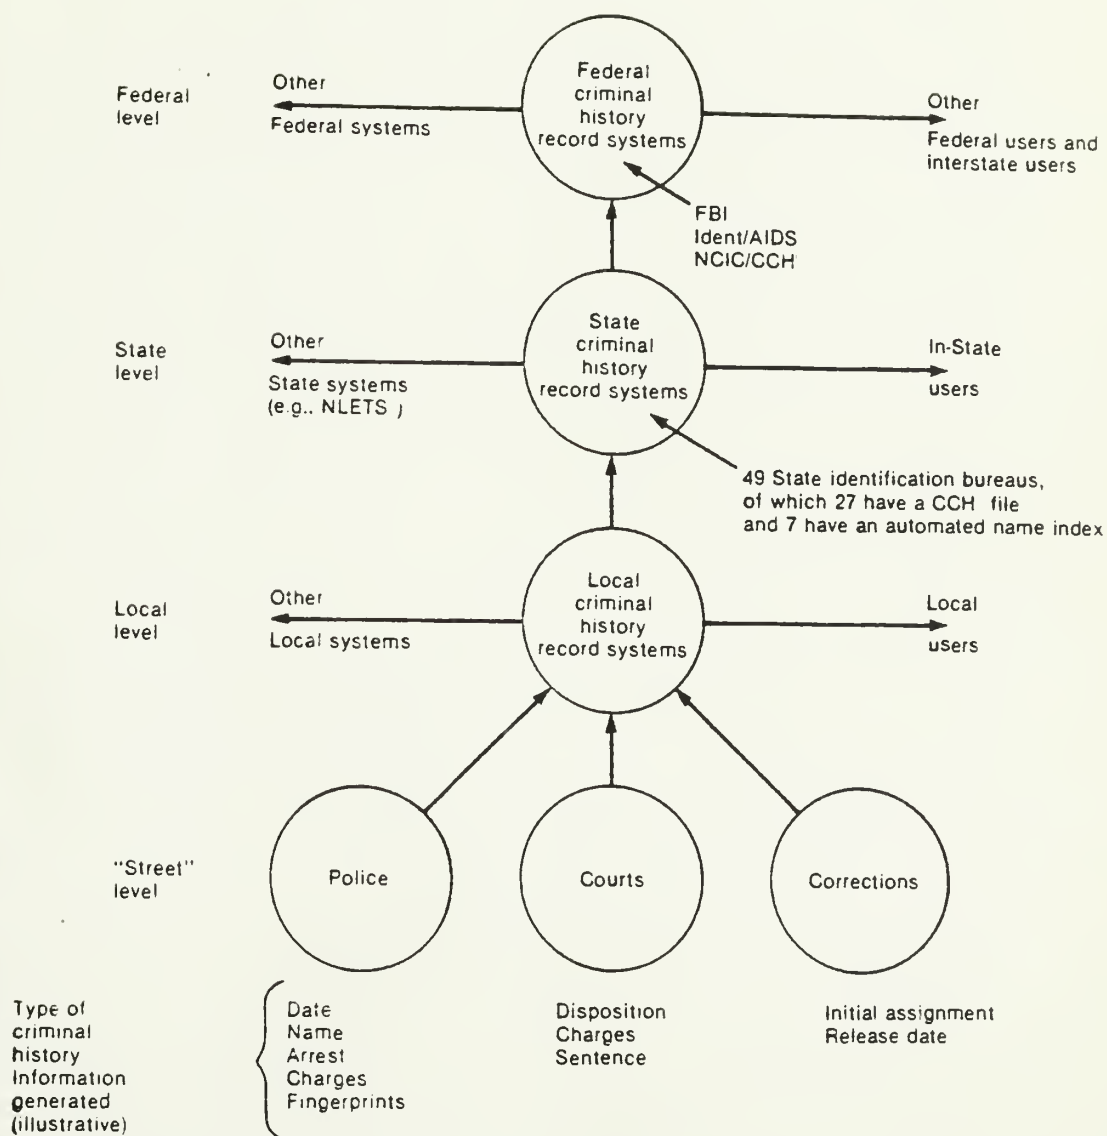 Federal
level
Other
Federal systems
Federal
criminal
history
record systems
Other
Federal users and
interstate users
FBI
Ident/AIDS
NCIC/CCH
State
level
Other
State systems
(e.g., NLETS )
State
criminal
history
record systems
In-State
users
49 State identification bureaus,
of which 27 have a CCH file
and 7 have an automated name index
Local
level
Other
Local systems
Local
criminal
history
record systems
Local
users
"Street"
level
Police
Courts
Corrections
Type of
criminal
history
Information
generated
(illustrative)
Date
Name
Arrest
Charges
Fingerprints
Disposition
Charges
Sentence
Initial assignment
Release date